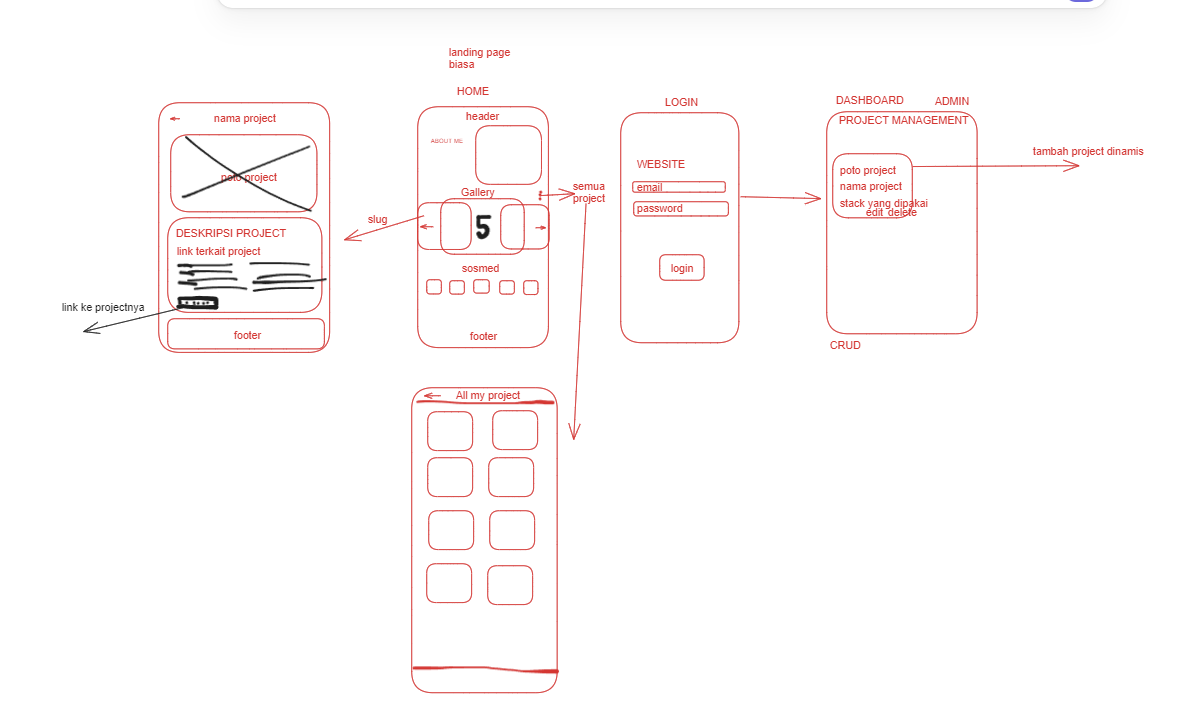 landing page
biasa
HOME
header
ABOUT ME
Gallery
5
sosmed
footer
semua
project
slug
nama project
poto project
DESKRIPSI PROJECT
link terkait project
link ke projectnya
footer
All my project
LOGIN
WEBSITE
email
password
login
DASHBOARD
ADMIN
PROJECT MANAGEMENT
poto project
nama project
stack yang dipakai
edit delete
tambah project dinamis
CRUD